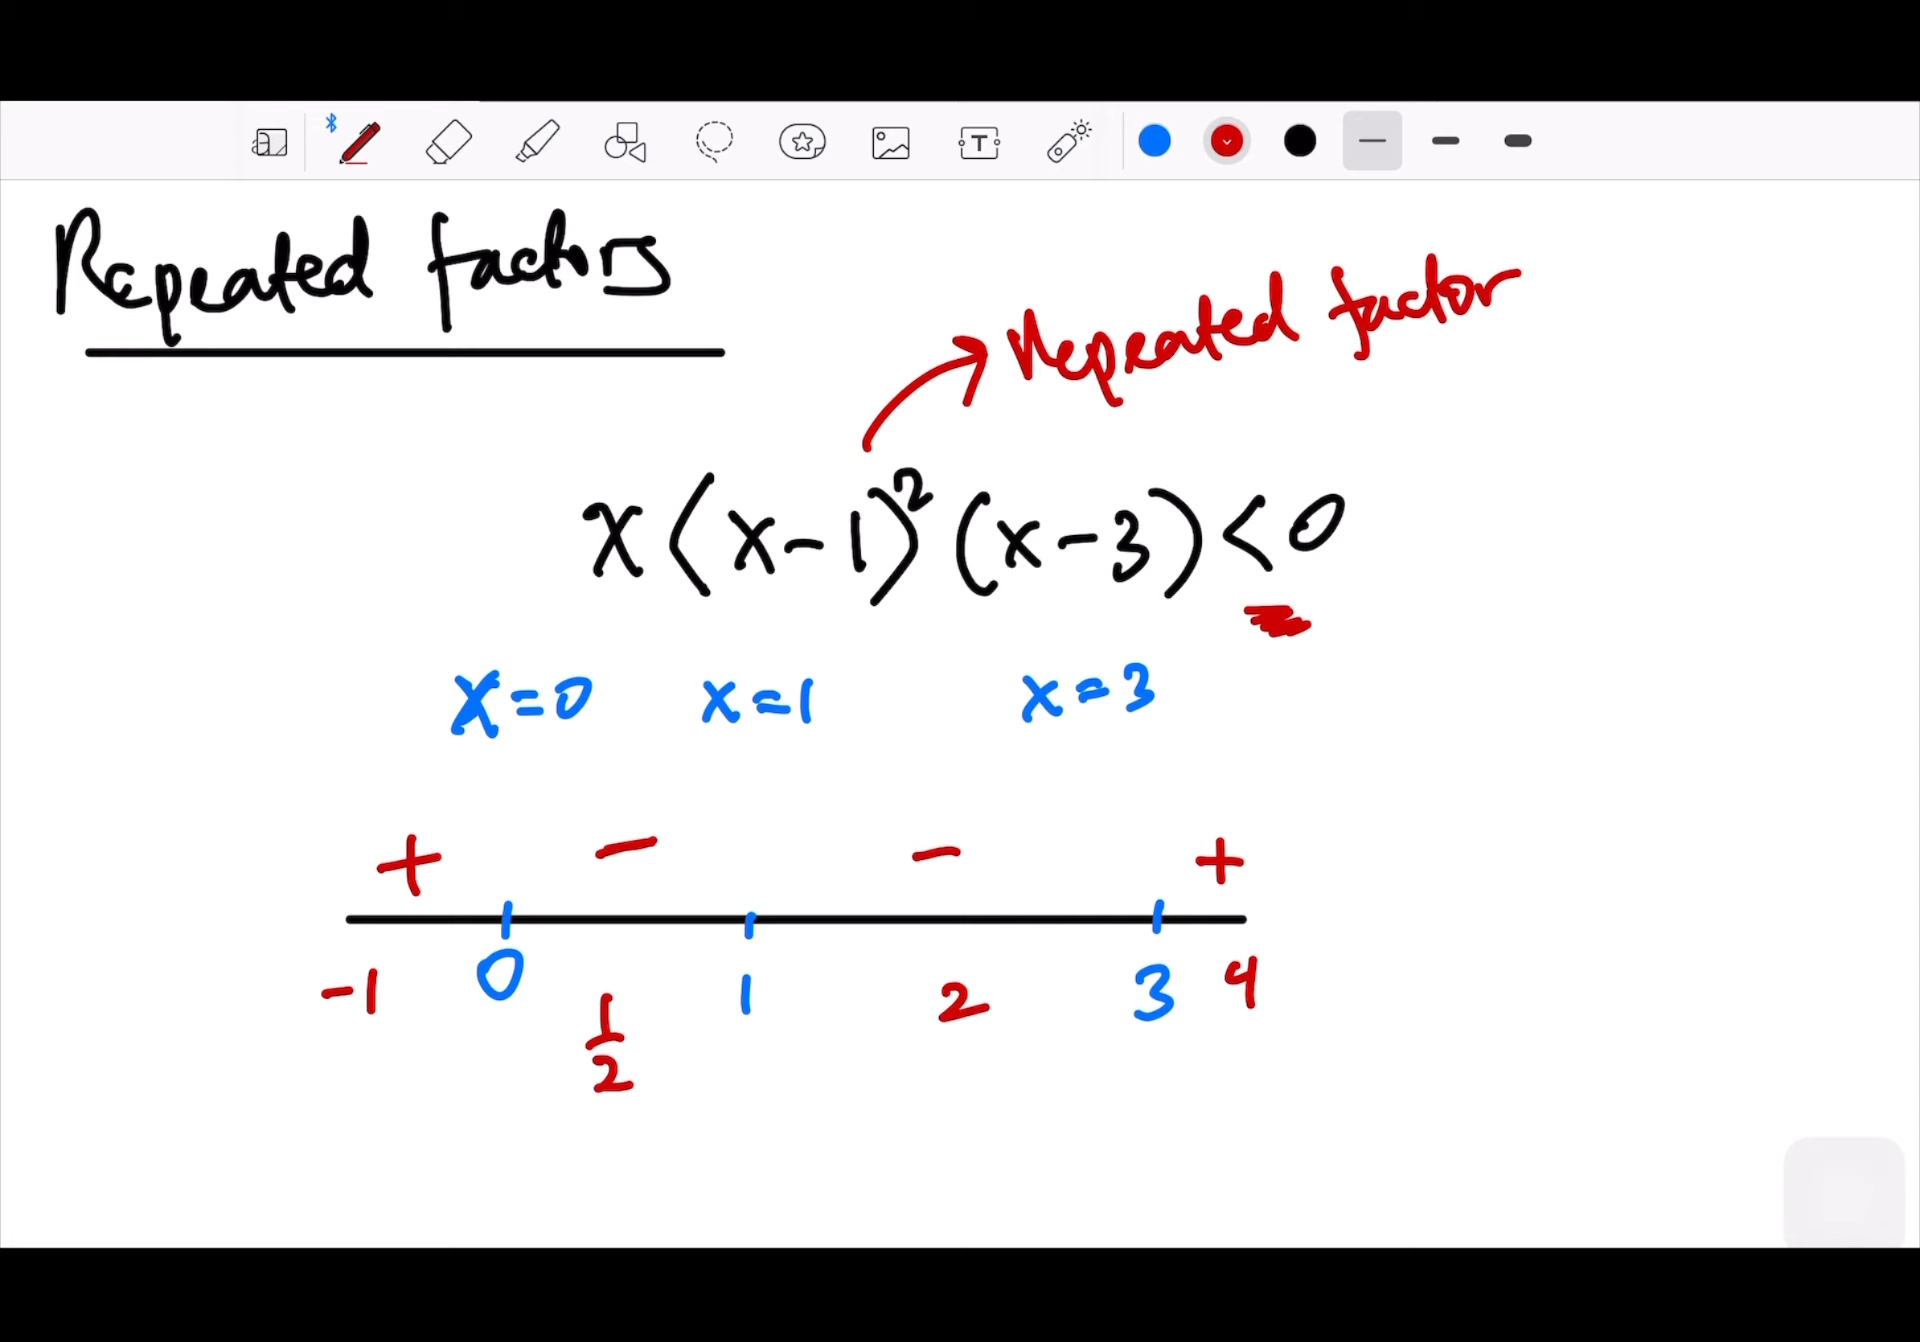 Repeated factors
Repeated factor
x(x-1)²(x-3)<0
x=0 x=1 x=3
+ - - +
-1 0 1/2 1 2 3 4